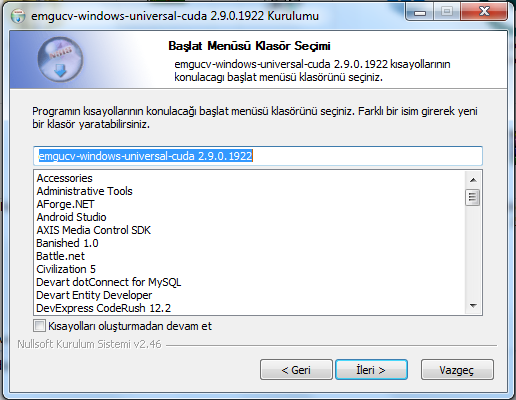 emgucv-windows-universal-cuda 2.9.0.1922 Kurulumu
Başlat Menüsü Klasör Seçimi
emgucv-windows-universal-cuda 2.9.0.1922 kısayollarının
konulacagı başlat menüsü klasörünü seçiniz.
Programın kısayollarının konulacağı başlat menüsü klasörünü seçiniz. Farklı bir isim girerek yeni
bir klasör yaratabilirsiniz.
emgucv-windows-universal-cuda 2.9.0.1922
Accessories
Administrative Tools
AForge.NET
Android Studio
AXIS Media Control SDK
Banished 1.0
Battle.net
Civilization 5
Devart dotConnect for MySQL
Devart Entity Developer
DevExpress CodeRush 12.2
Kısayolları oluşturmadan devam et
Nullsoft Kurulum Sistemi v2.46
< Geri
İleri >
Vazgeç